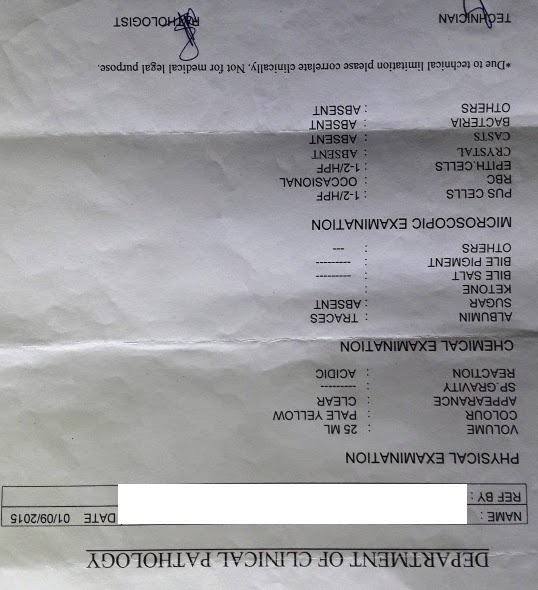 DEPARTMENT OF CLINICAL PATHOLOGY
NAME : DATE 01/09/2015
REF BY :
PHYSICAL EXAMINATION
VOLUME : 25 ML
COLOUR : PALE YELLOW
APPEARANCE : CLEAR
SP.GRAVITY : ---------
REACTION : ACIDIC
CHEMICAL EXAMINATION
ALBUMIN : TRACES
SUGAR : ABSENT
KETONE :
BILE SALT : ---------
BILE PIGMENT : ---------
OTHERS : ---
MICROSCOPIC EXAMINATION
PUS CELLS : 1-2/HPF
RBC : OCCASIONAL
EPITH.CELLS : 1-2/HPF
CRYSTAL : ABSENT
CASTS : ABSENT
BACTERIA : ABSENT
OTHERS : ABSENT
*Due to technical limitation please correlate clinically, Not for medical legal purpose.
TECHNICIAN PATHOLOGIST